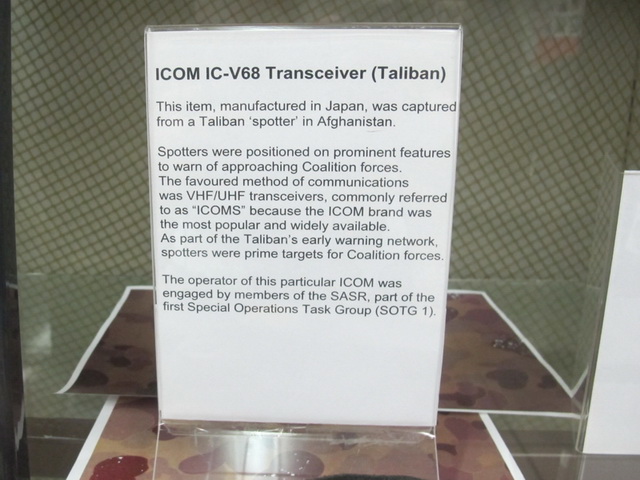 ICOM IC-V68 Transceiver (Taliban)
This item, manufactured in Japan, was captured
from a Taliban 'spotter' in Afghanistan.
Spotters were positioned on prominent features
to warn of approaching Coalition forces.
The favoured method of communications
was VHF/UHF transceivers, commonly referred
to as “ICOMS” because the ICOM brand was
the most popular and widely available.
As part of the Taliban's early warning network,
spotters were prime targets for Coalition forces.
The operator of this particular ICOM was
engaged by members of the SASR, part of the
first Special Operations Task Group (SOTG 1).